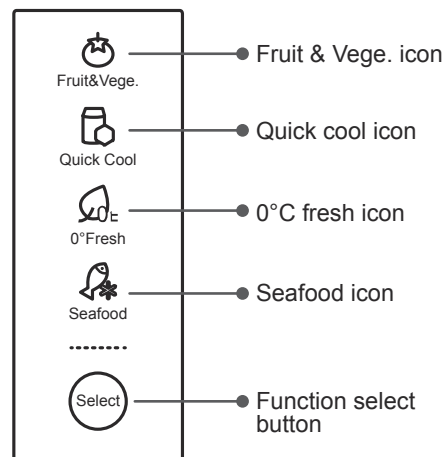 Fruit&Vege.
Fruit & Vege. icon
Quick Cool
Quick cool icon
0°Fresh
0°C fresh icon
Seafood
Seafood icon
Select
Function select
button